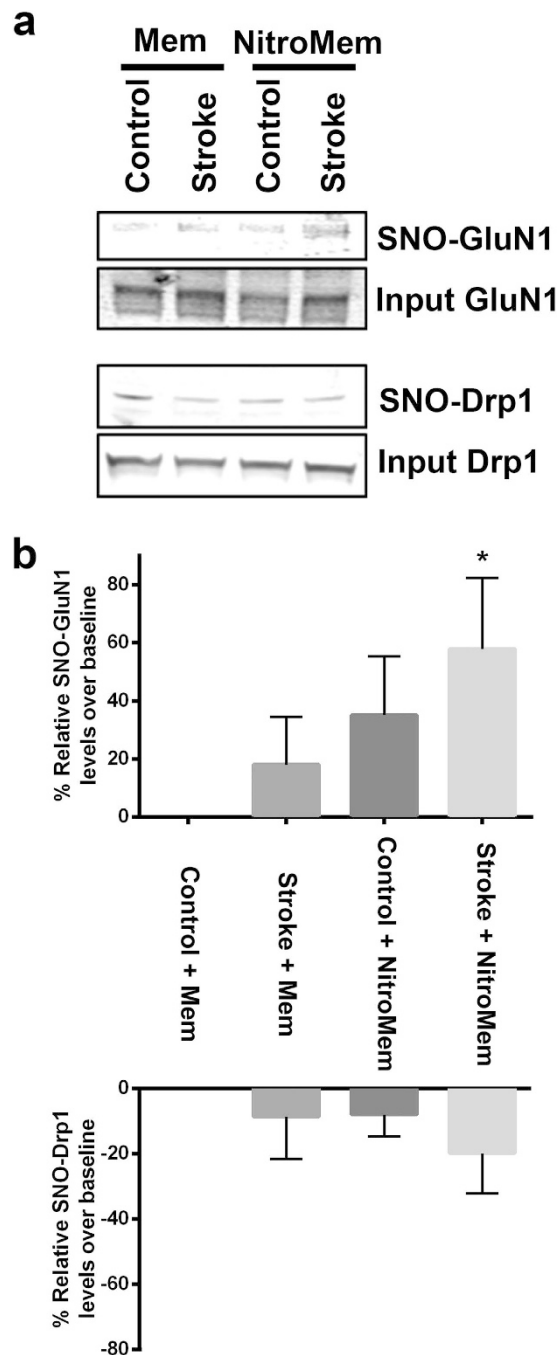 a
Mem NitroMem
Control Stroke Control Stroke
SNO-GluN1
Input GluN1
SNO-Drp1
Input Drp1
b
*
% Relative SNO-GluN1
levels over baseline
80
60
40
20
0
Control + Mem
Stroke + Mem
Control + NitroMem
Stroke + NitroMem
% Relative SNO-Drp1
levels over baseline
0
-20
-40
-60
-80